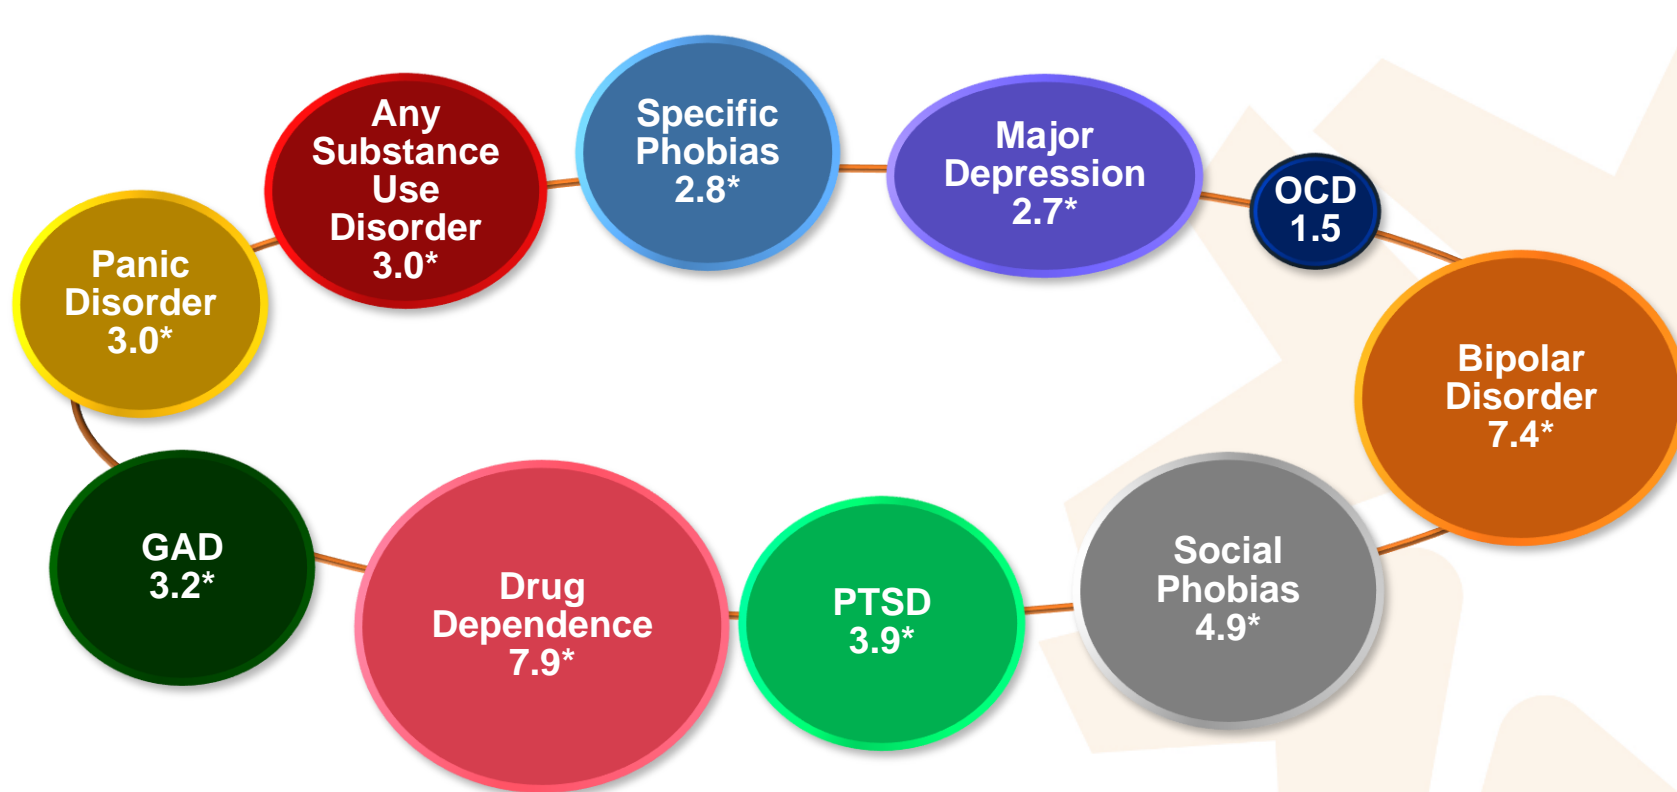 Any
Substance
Use
Disorder
3.0*
Specific
Phobias
2.8*
Major
Depression
2.7*
OCD
1.5
Panic
Disorder
3.0*
Bipolar
Disorder
7.4*
GAD
3.2*
Drug
Dependence
7.9*
PTSD
3.9*
Social
Phobias
4.9*